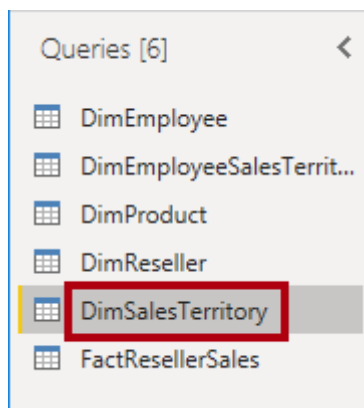 Queries [6]
DimEmployee
DimEmployeeSalesTerrit...
DimProduct
DimReseller
DimSalesTerritory
FactResellerSales